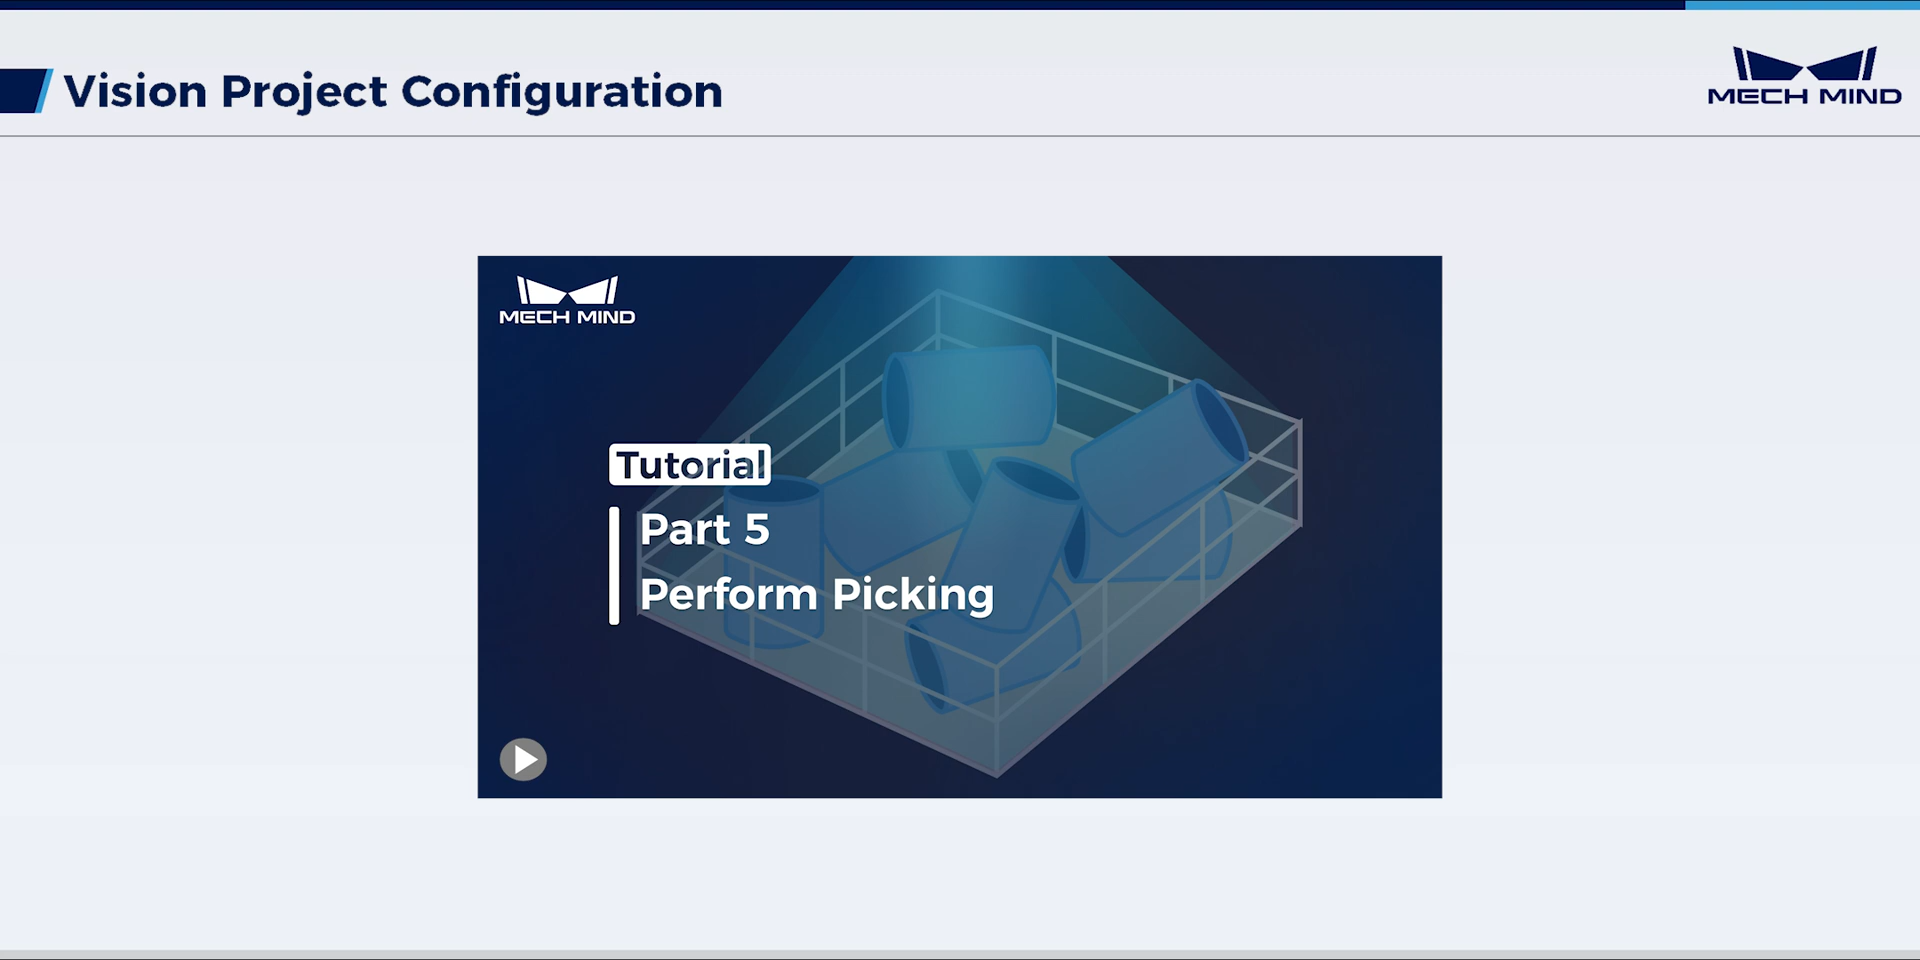 Vision Project Configuration
MECH MIND
MECH MIND
Tutorial
Part 5
Perform Picking